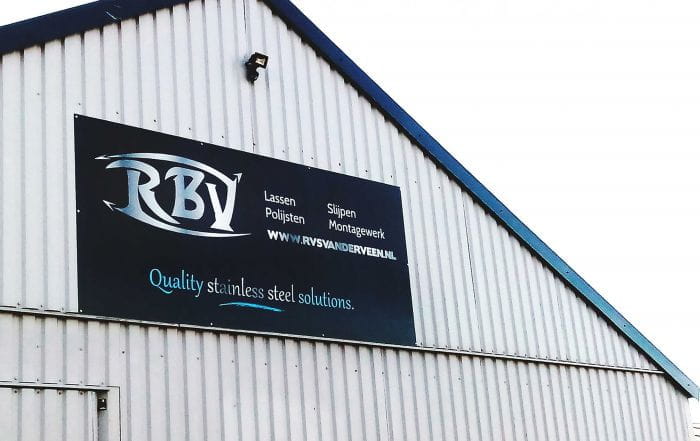 RBV
Lassen Slijpen
Polijsten Montagewerk
WWW.RVSVANDERVEEN.NL
Quality stainless steel solutions.